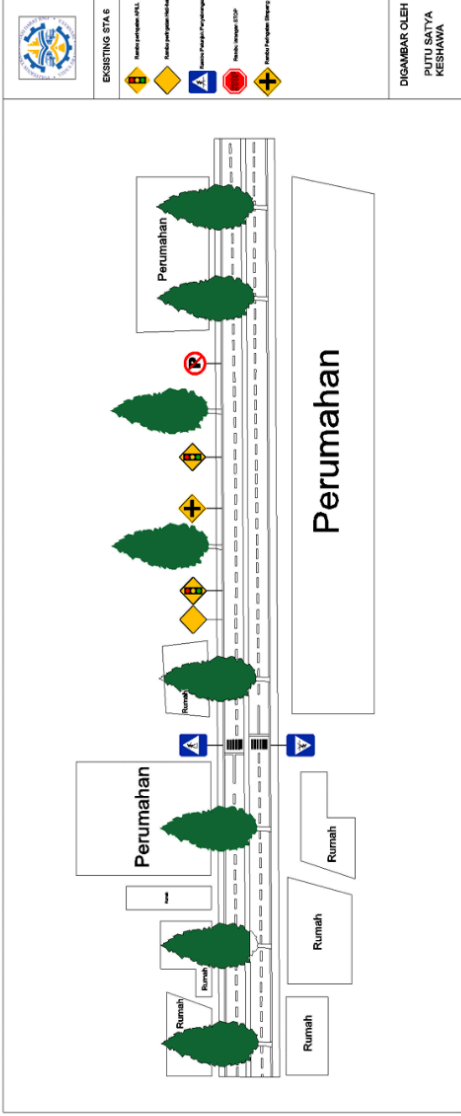 EKSISTING STA 6
Rambu peringatan APILL
Rambu Petunjuk Penyebrangan
Rambu larangan STOP
Rambu Peringatan Simpang
DIGAMBAR OLEH
PUTU SATYA
KESHAWA
Perumahan
P
Rumah
Perumahan
Rumah
Rumah
Perumahan
Rumah
Rumah
Rumah